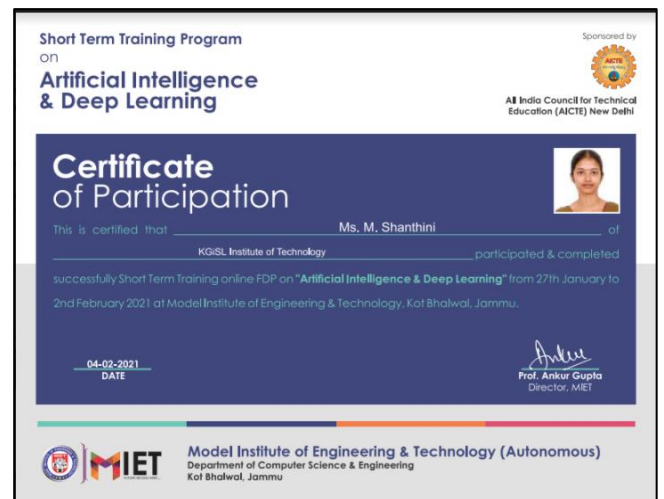 Short Term Training Program
on
Artificial Intelligence
& Deep Learning
Sponsored by
AICTE
All India Council for Technical
Education (AICTE) New Delhi
Certificate
of Participation
This is certified that Ms. M. Shanthini of
KGiSL Institute of Technology participated & completed
successfully Short Term Training online FDP on "Artificial Intelligence & Deep Learning" from 27th January to
2nd February 2021 at Model Institute of Engineering & Technology, Kot Bhalwal, Jammu.
04-02-2021
DATE
Ankur
Prof. Ankur Gupta
Director, MIET
MIET
Model Institute of Engineering & Technology (Autonomous)
Department of Computer Science & Engineering
Kot Bhalwal, Jammu